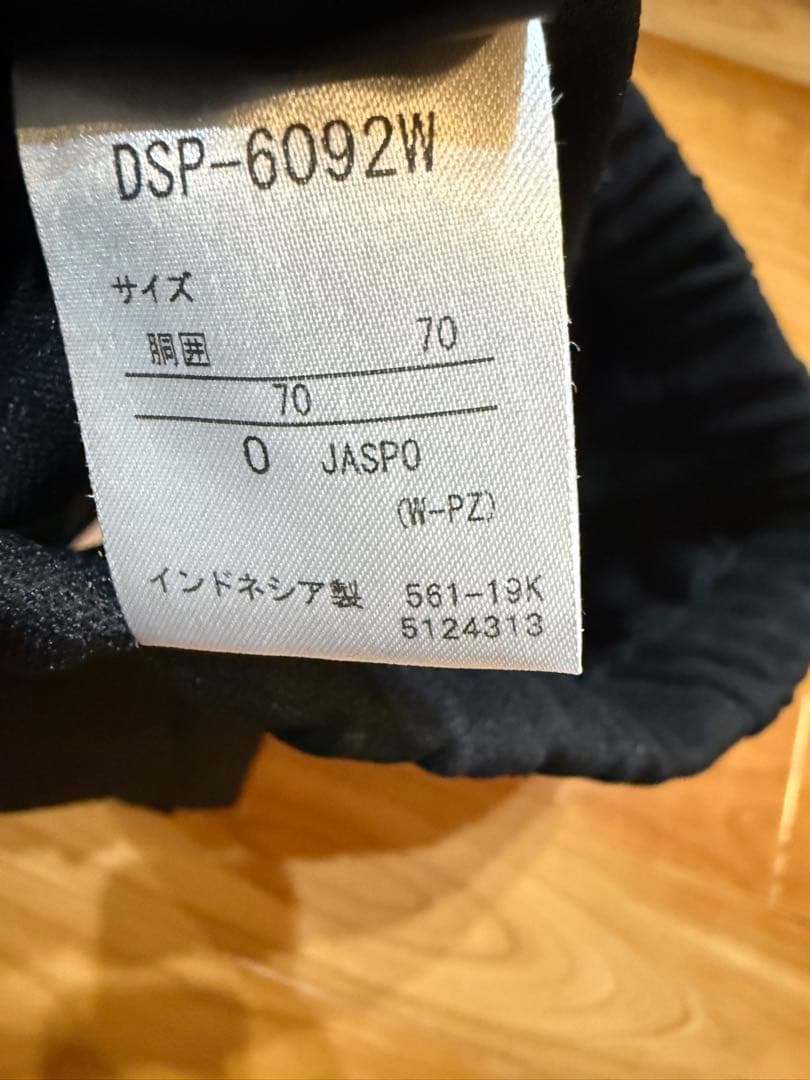 DSP-6092W
サイズ
胴囲 70
70
O JASPO
(W-PZ)
インドネシア製 561-19K
5124313